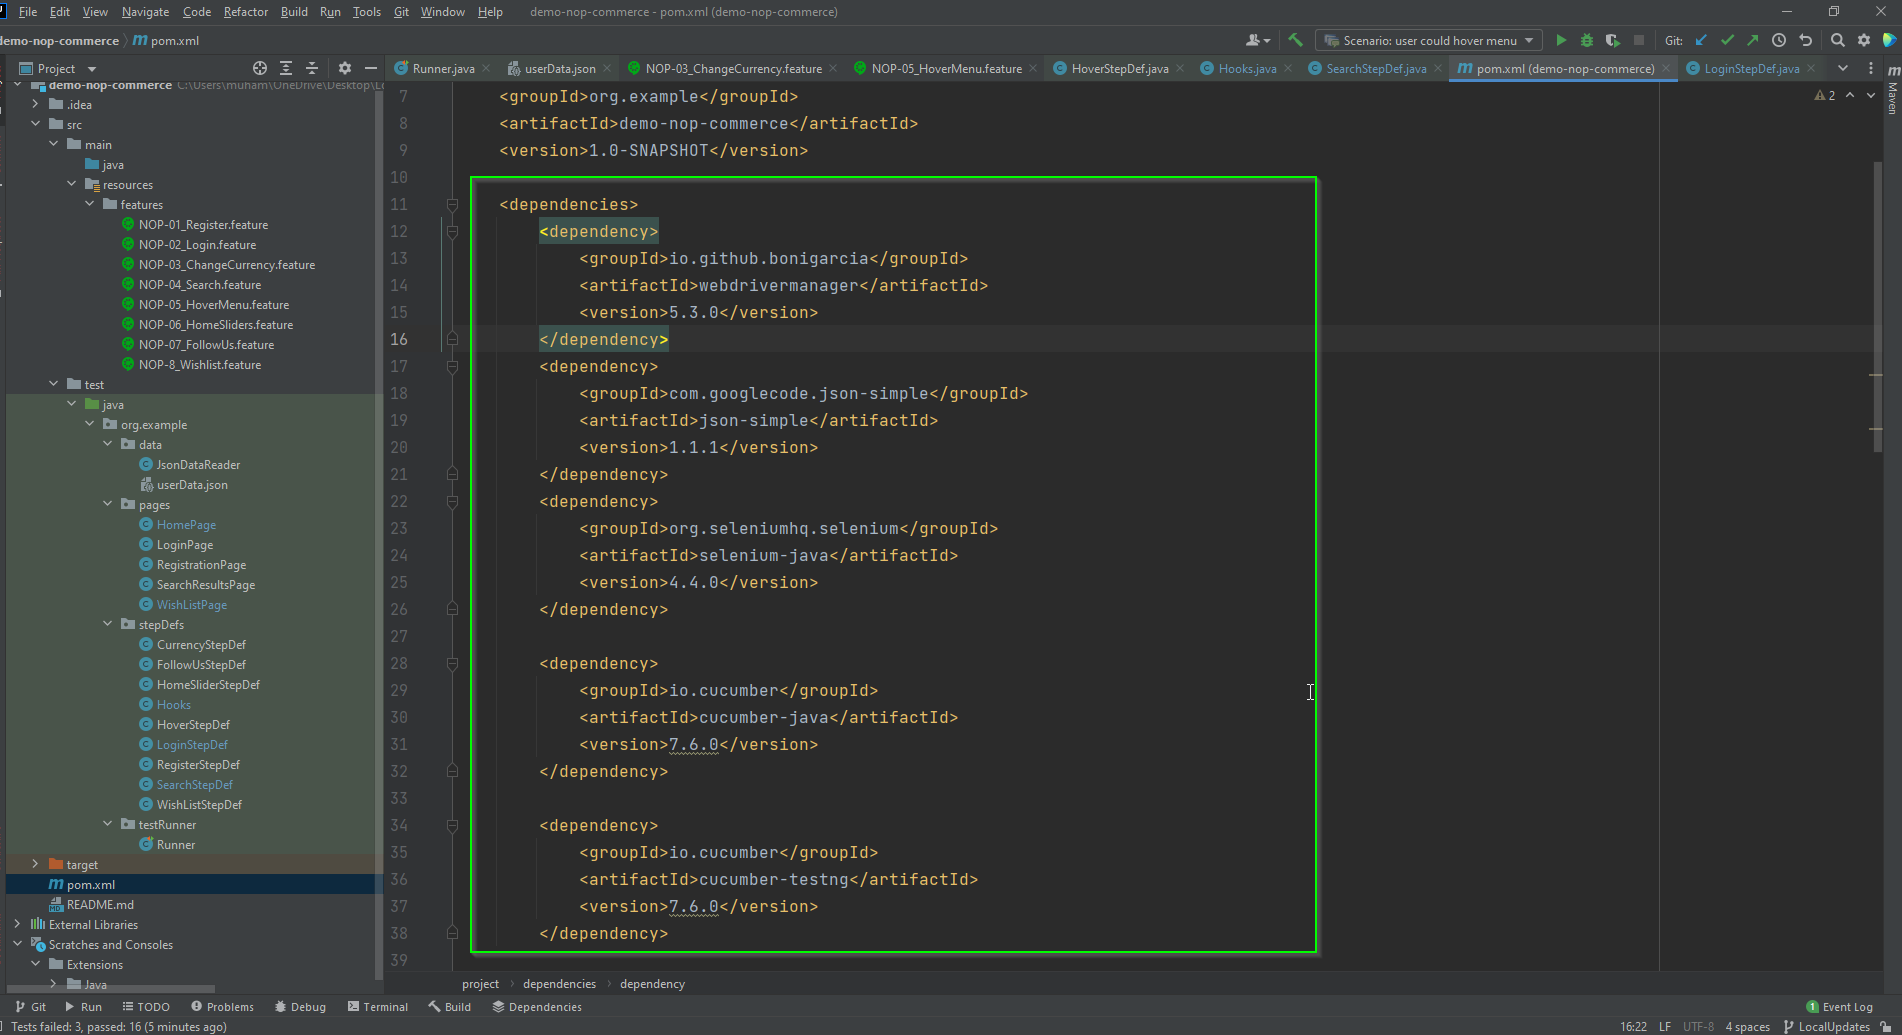 File Edit View Navigate Code Refactor Build Run Tools Git Window Help demo-nop-commerce - pom.xml (demo-nop-commerce)
demo-nop-commerce pom.xml
Scenario: user could hover menu Git:
Project
Runner.java userData.json NOP-03_ChangeCurrency.feature NOP-05_HoverMenu.feature HoverStepDef.java Hooks.java SearchStepDef.java pom.xml (demo-nop-commerce) LoginStepDef.java
demo-nop-commerce C:\Users\muham\OneDrive\Desktop\
.idea
src
main
java
resources
features
NOP-01_Register.feature
NOP-02_Login.feature
NOP-03_ChangeCurrency.feature
NOP-04_Search.feature
NOP-05_HoverMenu.feature
NOP-06_HomeSliders.feature
NOP-07_FollowUs.feature
NOP-8_Wishlist.feature
test
java
org.example
data
JsonDataReader
userData.json
pages
HomePage
LoginPage
RegistrationPage
SearchResultsPage
WishListPage
stepDefs
CurrencyStepDef
FollowUsStepDef
HomeSliderStepDef
Hooks
HoverStepDef
LoginStepDef
RegisterStepDef
SearchStepDef
WishListStepDef
testRunner
Runner
target
pom.xml
README.md
External Libraries
Scratches and Consoles
Extensions
Java
7 <groupId>org.example</groupId>
8 <artifactId>demo-nop-commerce</artifactId>
9 <version>1.0-SNAPSHOT</version>
10
11 <dependencies>
12 <dependency>
13 <groupId>io.github.bonigarcia</groupId>
14 <artifactId>webdrivermanager</artifactId>
15 <version>5.3.0</version>
16 </dependency>
17 <dependency>
18 <groupId>com.googlecode.json-simple</groupId>
19 <artifactId>json-simple</artifactId>
20 <version>1.1.1</version>
21 </dependency>
22 <dependency>
23 <groupId>org.seleniumhq.selenium</groupId>
24 <artifactId>selenium-java</artifactId>
25 <version>4.4.0</version>
26 </dependency>
27
28 <dependency>
29 <groupId>io.cucumber</groupId>
30 <artifactId>cucumber-java</artifactId>
31 <version>7.6.0</version>
32 </dependency>
33
34 <dependency>
35 <groupId>io.cucumber</groupId>
36 <artifactId>cucumber-testng</artifactId>
37 <version>7.6.0</version>
38 </dependency>
39
2
Maven
project dependencies dependency
Git Run TODO Problems Debug Terminal Build Dependencies 1 Event Log
Tests failed: 3, passed: 16 (5 minutes ago) 16:22 LF UTF-8 4 spaces LocalUpdates